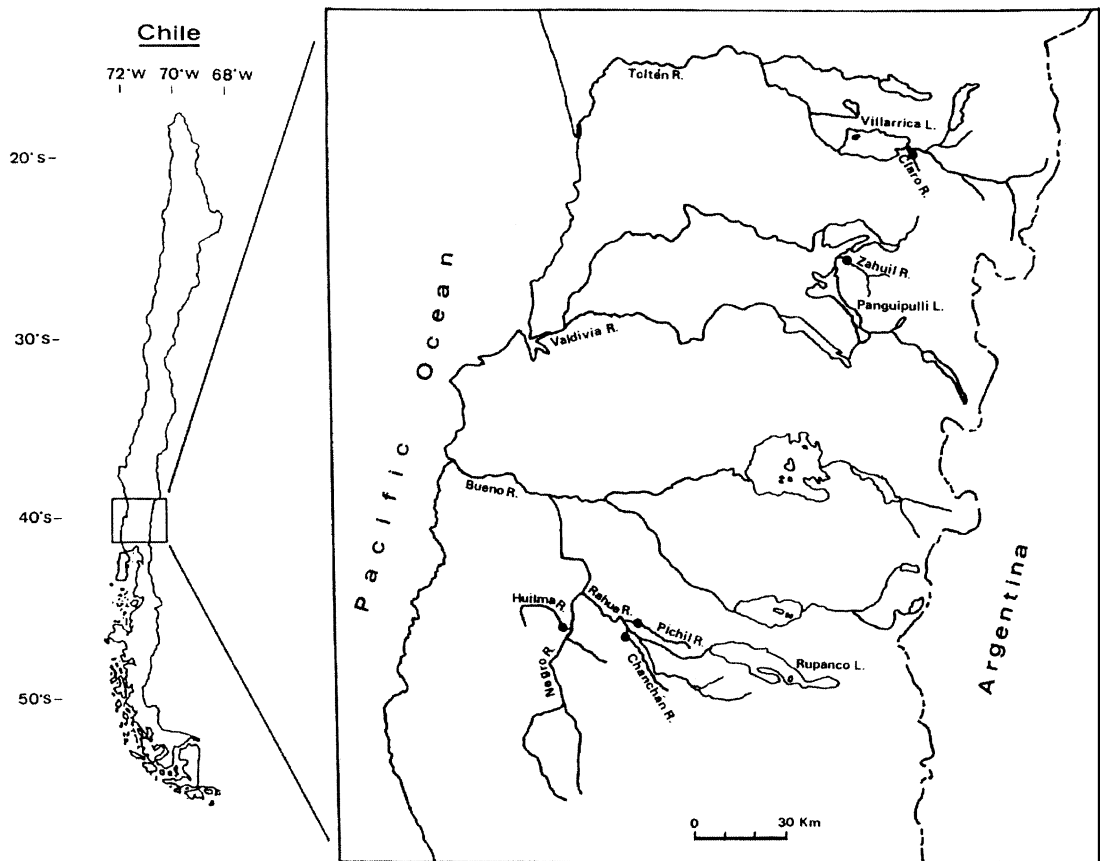 Chile
72°W 70°W 68°W
20°S–
30°S–
40°S–
50°S–
Pacific Ocean
Argentina
Toltén R.
Villarrica L.
Claro R.
Zahuil R.
Panguipulli L.
Valdivia R.
Bueno R.
Huilma R.
Rahue R.
Pichil R.
Negro R.
Chanchán R.
Rupanco L.
0 30 Km